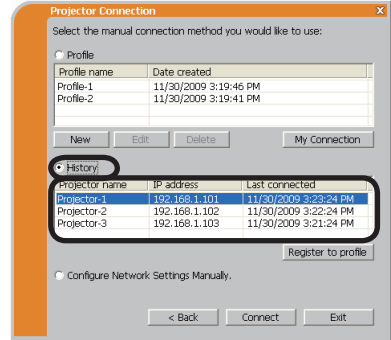 Projector Connection X
Select the manual connection method you would like to use:
Profile
Profile name Date created
Profile-1 11/30/2009 3:19:46 PM
Profile-2 11/30/2009 3:19:41 PM
New Edit Delete My Connection
History
Projector name IP address Last connected
Projector-1 192.168.1.101 11/30/2009 3:23:24 PM
Projector-2 192.168.1.102 11/30/2009 3:22:24 PM
Projector-3 192.168.1.103 11/30/2009 3:21:24 PM
Register to profile
Configure Network Settings Manually.
< Back Connect Exit